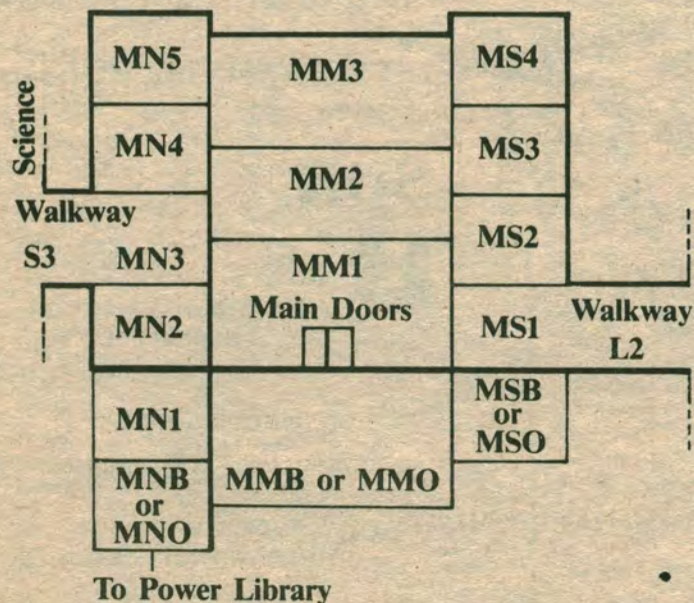 MN5
MM3
MS4
Science
MN4
MM2
MS3
Walkway
MS2
S3
MN3
MM1
Main Doors
MN2
MS1
Walkway
L2
MN1
MSB
or
MSO
MNB
or
MNO
MMB or MMO
To Power Library